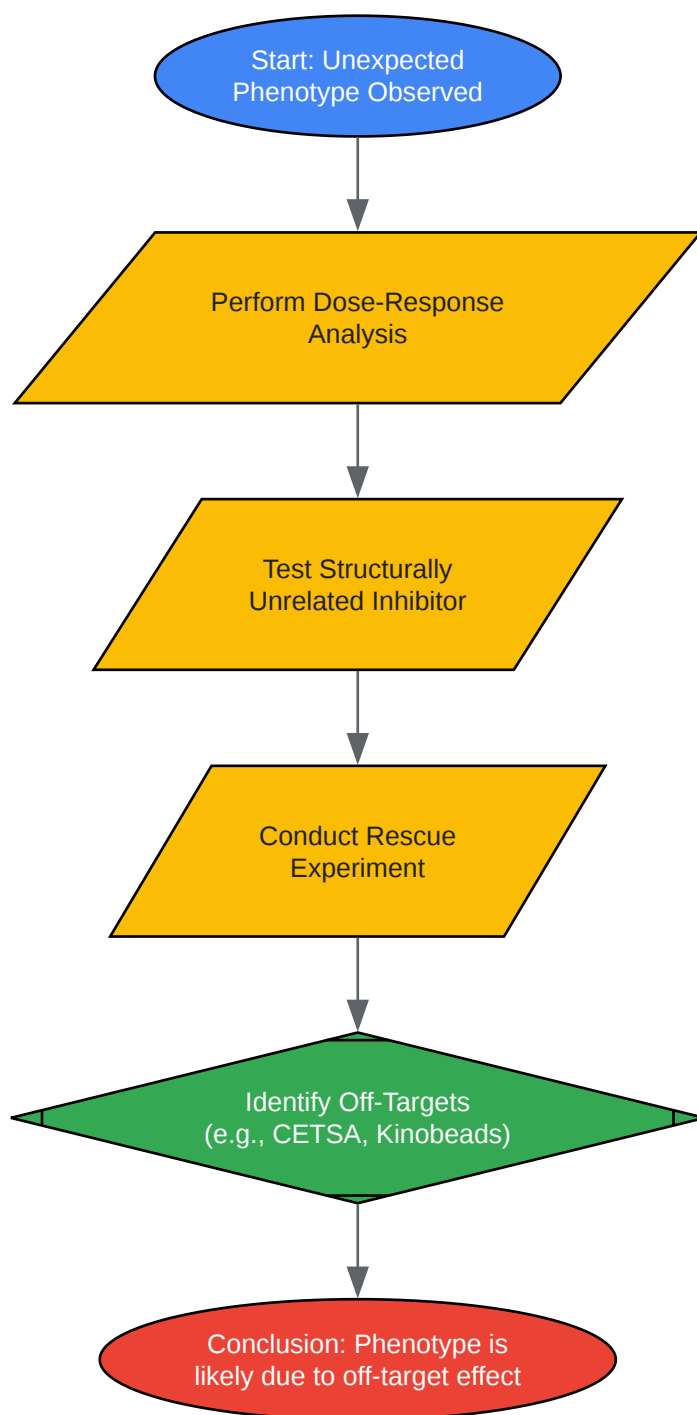 Start: Unexpected
Phenotype Observed
Perform Dose-Response
Analysis
Test Structurally
Unrelated Inhibitor
Conduct Rescue
Experiment
Identify Off-Targets
(e.g., CETSA, Kinobeads)
Conclusion: Phenotype is
likely due to off-target effect